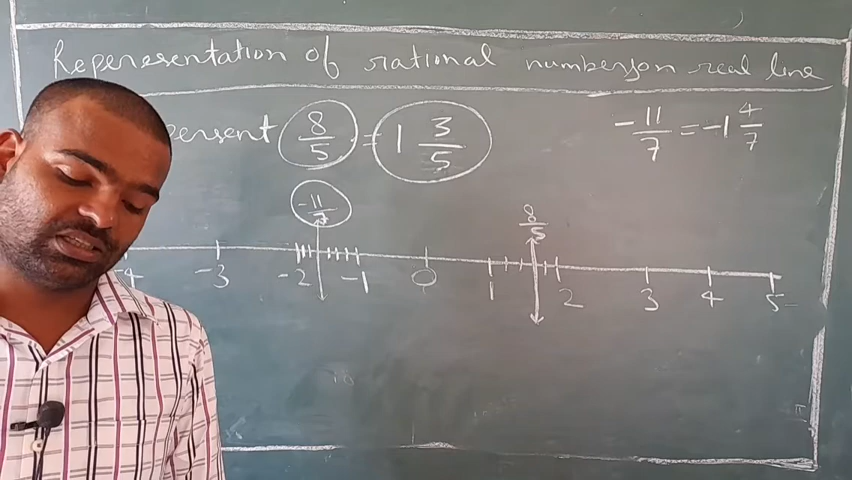 Reperesentation of rational numbers on real line
persent 8/5 = 1 3/5
-11/7 = -1 4/7
-11/7
8/5
-4 -3 -2 -1 0 1 2 3 4 5